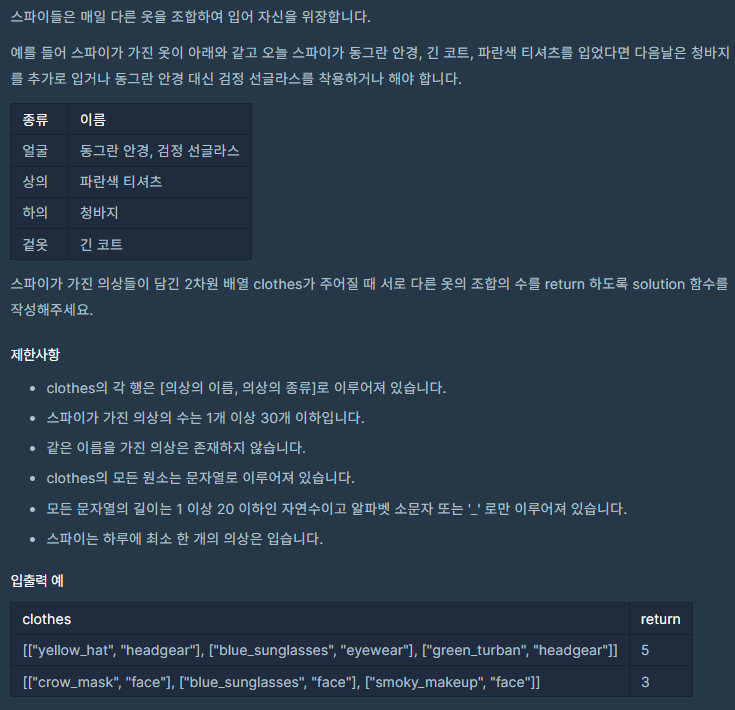 스파이들은 매일 다른 옷을 조합하여 입어 자신을 위장합니다.
예를 들어 스파이가 가진 옷이 아래와 같고 오늘 스파이가 동그란 안경, 긴 코트, 파란색 티셔츠를 입었다면 다음날은 청바지
를 추가로 입거나 동그란 안경 대신 검정 선글라스를 착용하거나 해야 합니다.
종류 이름
얼굴 동그란 안경, 검정 선글라스
상의 파란색 티셔츠
하의 청바지
겉옷 긴 코트
스파이가 가진 의상들이 담긴 2차원 배열 clothes가 주어질 때 서로 다른 옷의 조합의 수를 return 하도록 solution 함수를
작성해주세요.
제한사항
• clothes의 각 행은 [의상의 이름, 의상의 종류]로 이루어져 있습니다.
• 스파이가 가진 의상의 수는 1개 이상 30개 이하입니다.
• 같은 이름을 가진 의상은 존재하지 않습니다.
• clothes의 모든 원소는 문자열로 이루어져 있습니다.
• 모든 문자열의 길이는 1 이상 20 이하인 자연수이고 알파벳 소문자 또는 '_' 로만 이루어져 있습니다.
• 스파이는 하루에 최소 한 개의 의상은 입습니다.
입출력 예
clothes return
[["yellow_hat", "headgear"], ["blue_sunglasses", "eyewear"], ["green_turban", "headgear"]] 5
[["crow_mask", "face"], ["blue_sunglasses", "face"], ["smoky_makeup", "face"]] 3